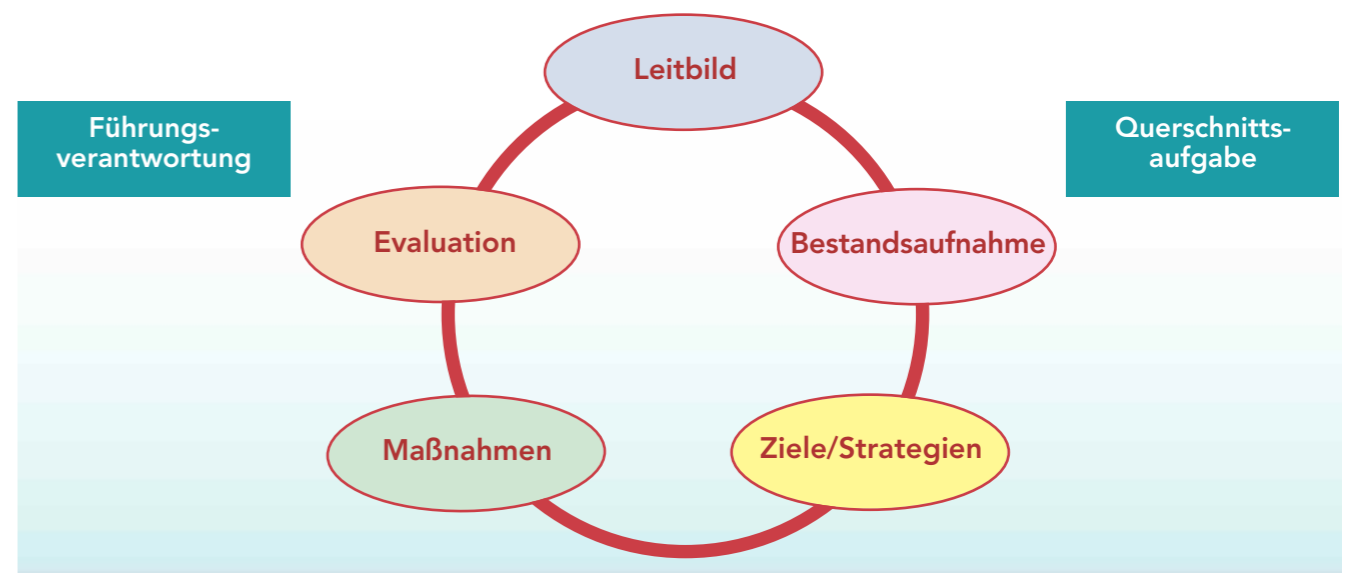 Leitbild
Führungs-
verantwortung
Querschnitts-
aufgabe
Evaluation
Bestandsaufnahme
Maßnahmen
Ziele/Strategien